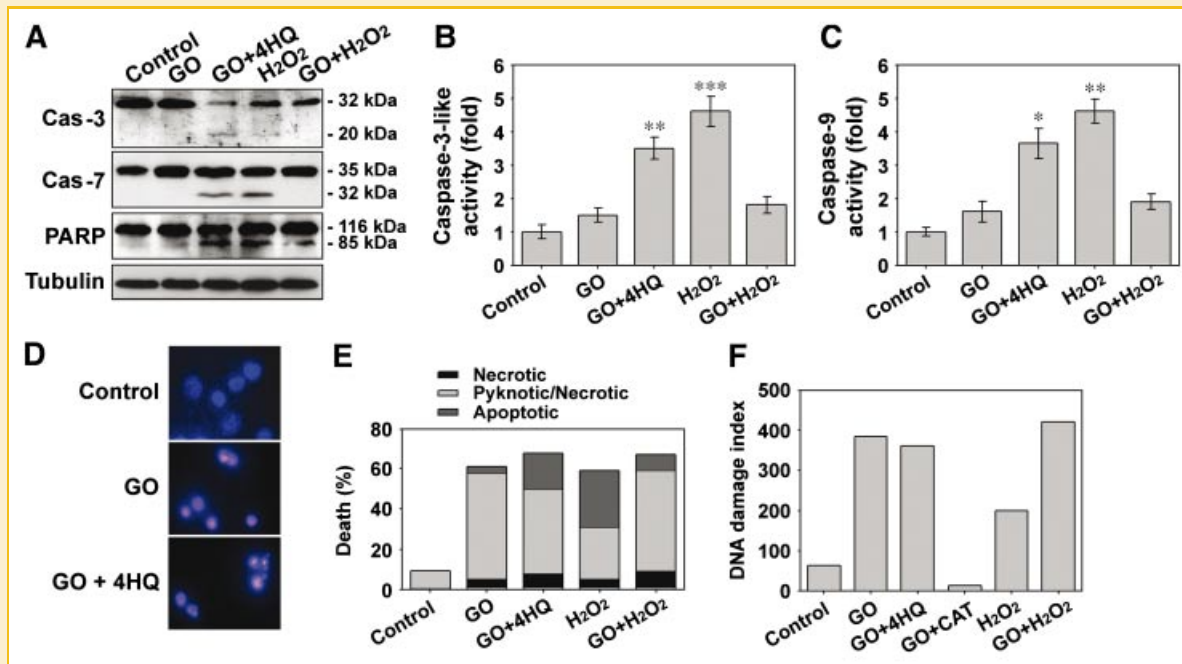 A
Control
GO
GO+4HQ
H2O2
GO+H2O2
Cas-3
- 32 kDa
- 20 kDa
Cas-7
- 35 kDa
- 32 kDa
PARP
- 116 kDa
- 85 kDa
Tubulin
B
Caspase-3-like
activity (fold)
6
5
4
3
2
1
0
**
***
Control
GO
GO+4HQ
H2O2
GO+H2O2
C
Caspase-9
activity (fold)
6
5
4
3
2
1
0
*
**
Control
GO
GO+4HQ
H2O2
GO+H2O2
D
Control
GO
GO + 4HQ
E
Necrotic
Pyknotic/Necrotic
Apoptotic
Death (%)
80
60
40
20
0
Control
GO
GO+4HQ
H2O2
GO+H2O2
F
DNA damage index
500
400
300
200
100
0
Control
GO
GO+4HQ
GO+CAT
H2O2
GO+H2O2